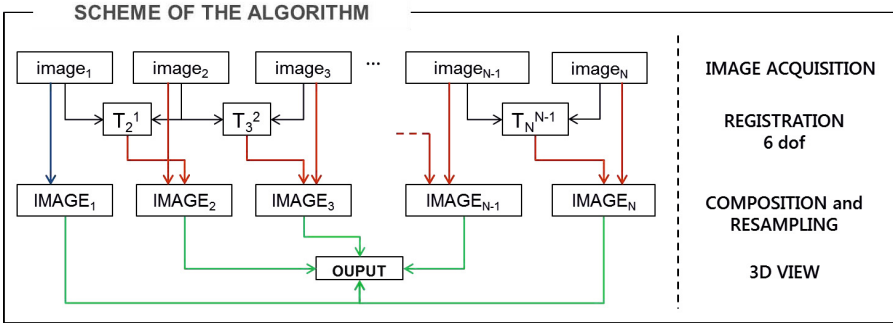 SCHEME OF THE ALGORITHM
image₁ image₂ image₃ ... imageN-1 imageN
IMAGE ACQUISITION
T₂¹ T₃² T_N^N-1
REGISTRATION
6 dof
IMAGE₁ IMAGE₂ IMAGE₃ IMAGEN-1 IMAGEN
COMPOSITION and
RESAMPLING
OUPUT
3D VIEW